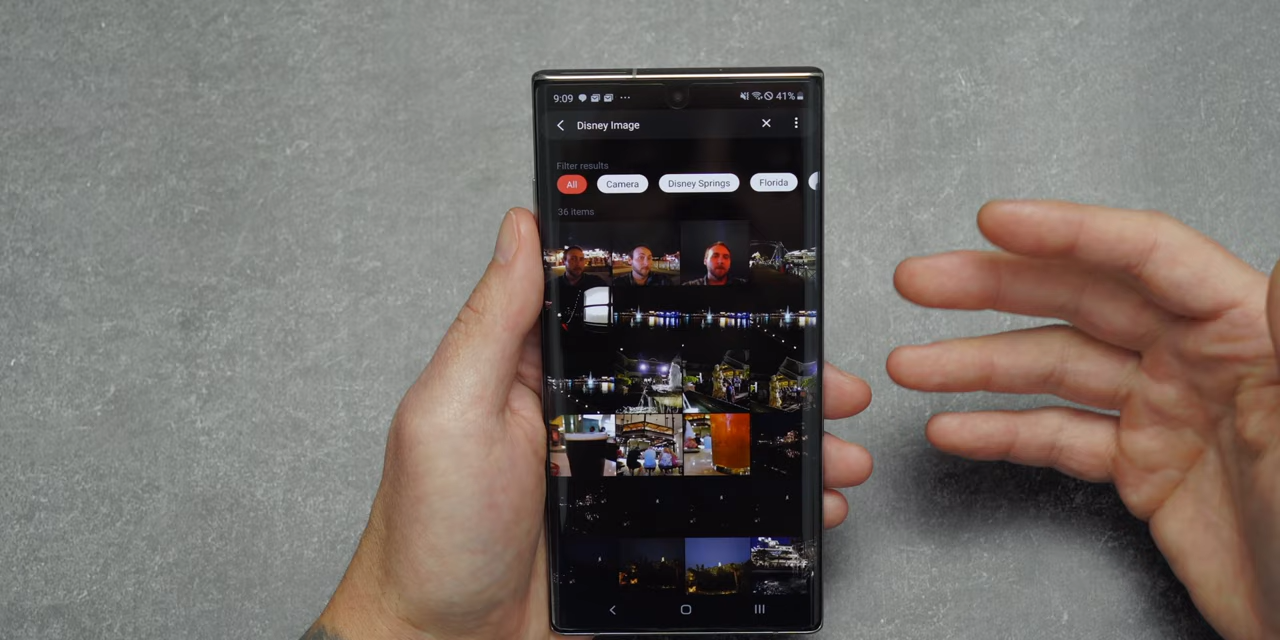 9:09 41%
Disney Image
Filter results
All Camera Disney Springs Florida
36 items